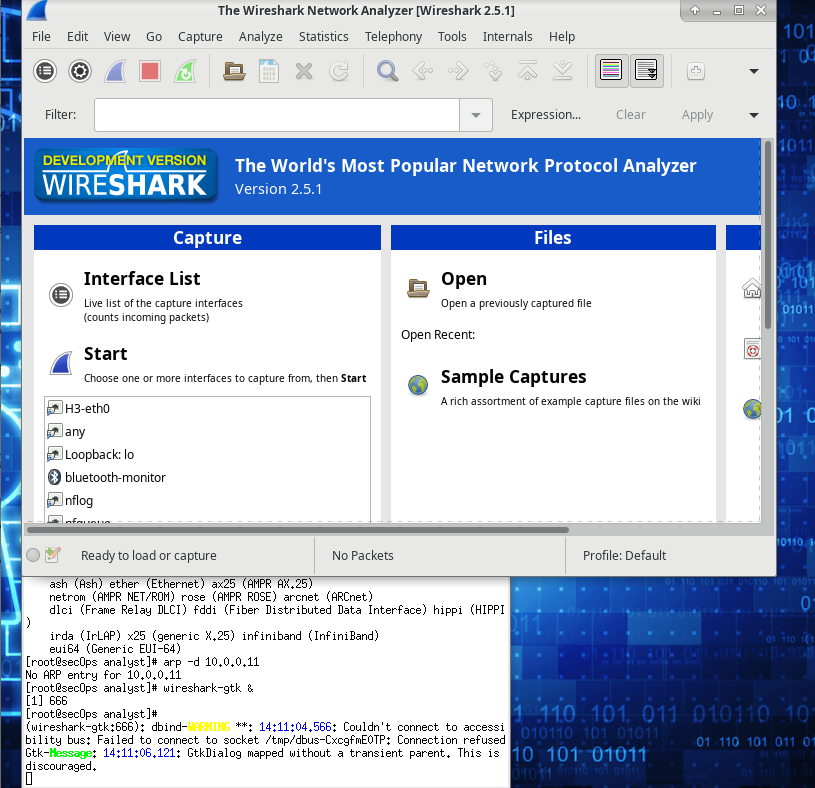 The Wireshark Network Analyzer [Wireshark 2.5.1]
File Edit View Go Capture Analyze Statistics Telephony Tools Internals Help
Filter: Expression... Clear Apply
DEVELOPMENT VERSION
WIRESHARK
The World's Most Popular Network Protocol Analyzer
Version 2.5.1
Capture
Interface List
Live list of the capture interfaces
(counts incoming packets)
Start
Choose one or more interfaces to capture from, then Start
H3-eth0
any
Loopback: lo
bluetooth-monitor
nflog
nfqueue
Files
Open
Open a previously captured file
Open Recent:
Sample Captures
A rich assortment of example capture files on the wiki
Ready to load or capture
No Packets
Profile: Default
ash (Ash) ether (Ethernet) ax25 (AMPR AX.25)
netrom (AMPR NET/ROM) rose (AMPR ROSE) arcnet (ARCnet)
dlci (Frame Relay DLCI) fddi (Fiber Distributed Data Interface) hippi (HIPPI
)
irda (IrLAP) x25 (generic X.25) infiniband (InfiniBand)
eui64 (Generic EUI-64)
[root@secOps analyst]# arp -d 10.0.0.11
No ARP entry for 10.0.0.11
[root@secOps analyst]# wireshark-gtk &
[1] 666
[root@secOps analyst]#
(wireshark-gtk:666): dbind-WARNING **: 14:11:04.566: Couldn't connect to accessi
bility bus: Failed to connect to socket /tmp/dbus-CxcgfmEOTP: Connection refused
Gtk-Message: 14:11:06.121: GtkDialog mapped without a transient parent. This is
discouraged.